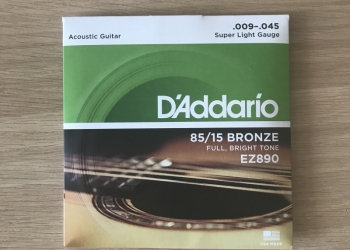 Acoustic Guitar
.009–.045
Super Light Gauge
D'Addario
85/15 BRONZE
FULL, BRIGHT TONE
EZ890